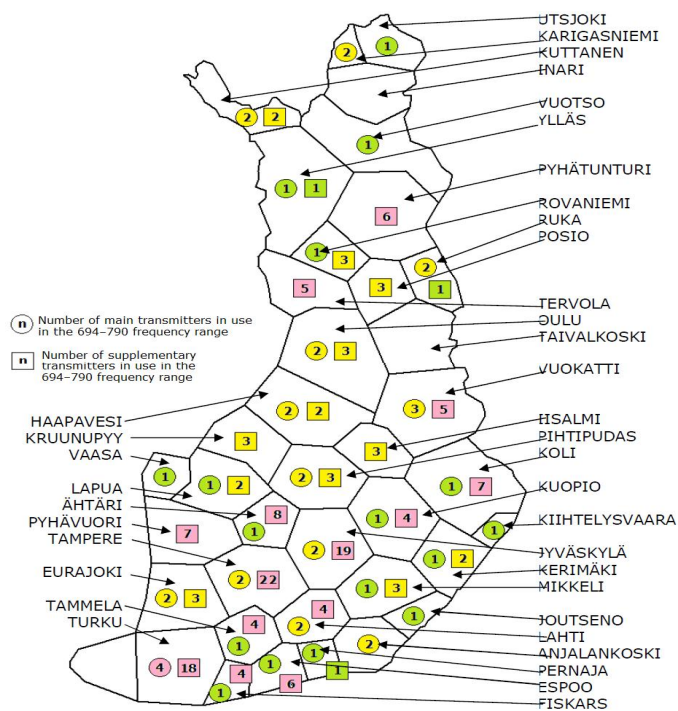 UTSJOKI
KARIGASNIEMI
KUTTANEN
INARI
2
1
2 2
VUOTSO
YLLÄS
1
1 1
PYHÄTUNTURI
6
ROVANIEMI
RUKA
POSIO
1
3
2
5
3
1
TERVOLA
OULU
TAIVALKOSKI
n Number of main transmitters in use
in the 694–790 frequency range
n Number of supplementary
transmitters in use in the
694–790 frequency range
2 3
VUOKATTI
3 5
HAAPAVESI
KRUUNUPYY
VAASA
2 2
IISALMI
PIHTIPUDAS
KOLI
3
3
1
1 2
2 3
1 7
LAPUA
ÄHTÄRI
PYHÄVUORI
TAMPERE
KUOPIO
KIIHTELYSVAARA
JYVÄSKYLÄ
KERIMÄKI
MIKKELI
8
1
1 4
7
1
2 19
1 2
EURAJOKI
TAMMELA
TURKU
2 22
2 3
1 3
JOUTSENO
LAHTI
ANJALANKOSKI
PERNAJA
ESPOO
FISKARS
4
4
1
2
1
2
4 18
4
1
1
1
6
1